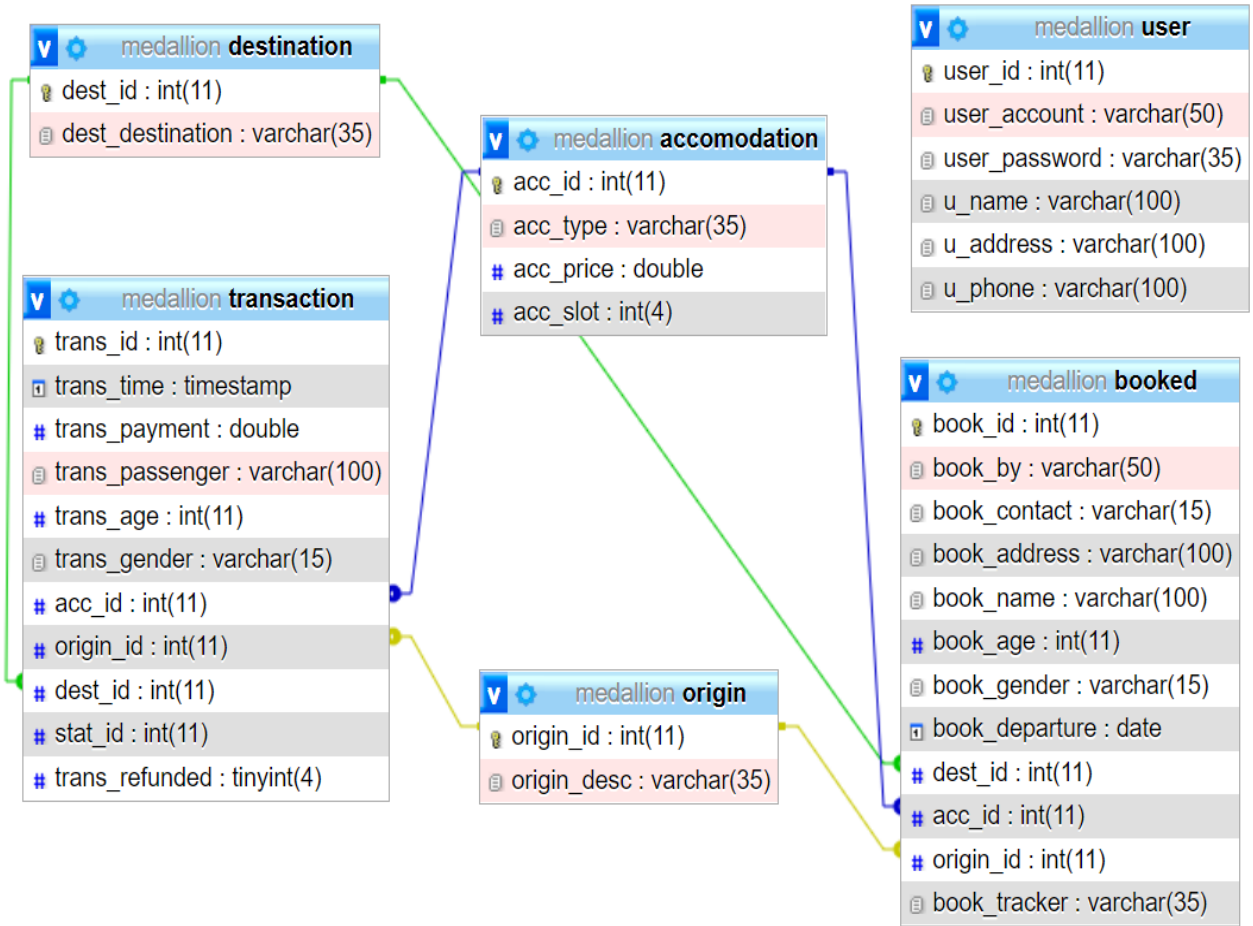 medallion destination
dest_id : int(11)
dest_destination : varchar(35)
medallion transaction
trans_id : int(11)
trans_time : timestamp
trans_payment : double
trans_passenger : varchar(100)
trans_age : int(11)
trans_gender : varchar(15)
acc_id : int(11)
origin_id : int(11)
dest_id : int(11)
stat_id : int(11)
trans_refunded : tinyint(4)
medallion accomodation
acc_id : int(11)
acc_type : varchar(35)
acc_price : double
acc_slot : int(4)
medallion origin
origin_id : int(11)
origin_desc : varchar(35)
medallion user
user_id : int(11)
user_account : varchar(50)
user_password : varchar(35)
u_name : varchar(100)
u_address : varchar(100)
u_phone : varchar(100)
medallion booked
book_id : int(11)
book_by : varchar(50)
book_contact : varchar(15)
book_address : varchar(100)
book_name : varchar(100)
book_age : int(11)
book_gender : varchar(15)
book_departure : date
dest_id : int(11)
acc_id : int(11)
origin_id : int(11)
book_tracker : varchar(35)